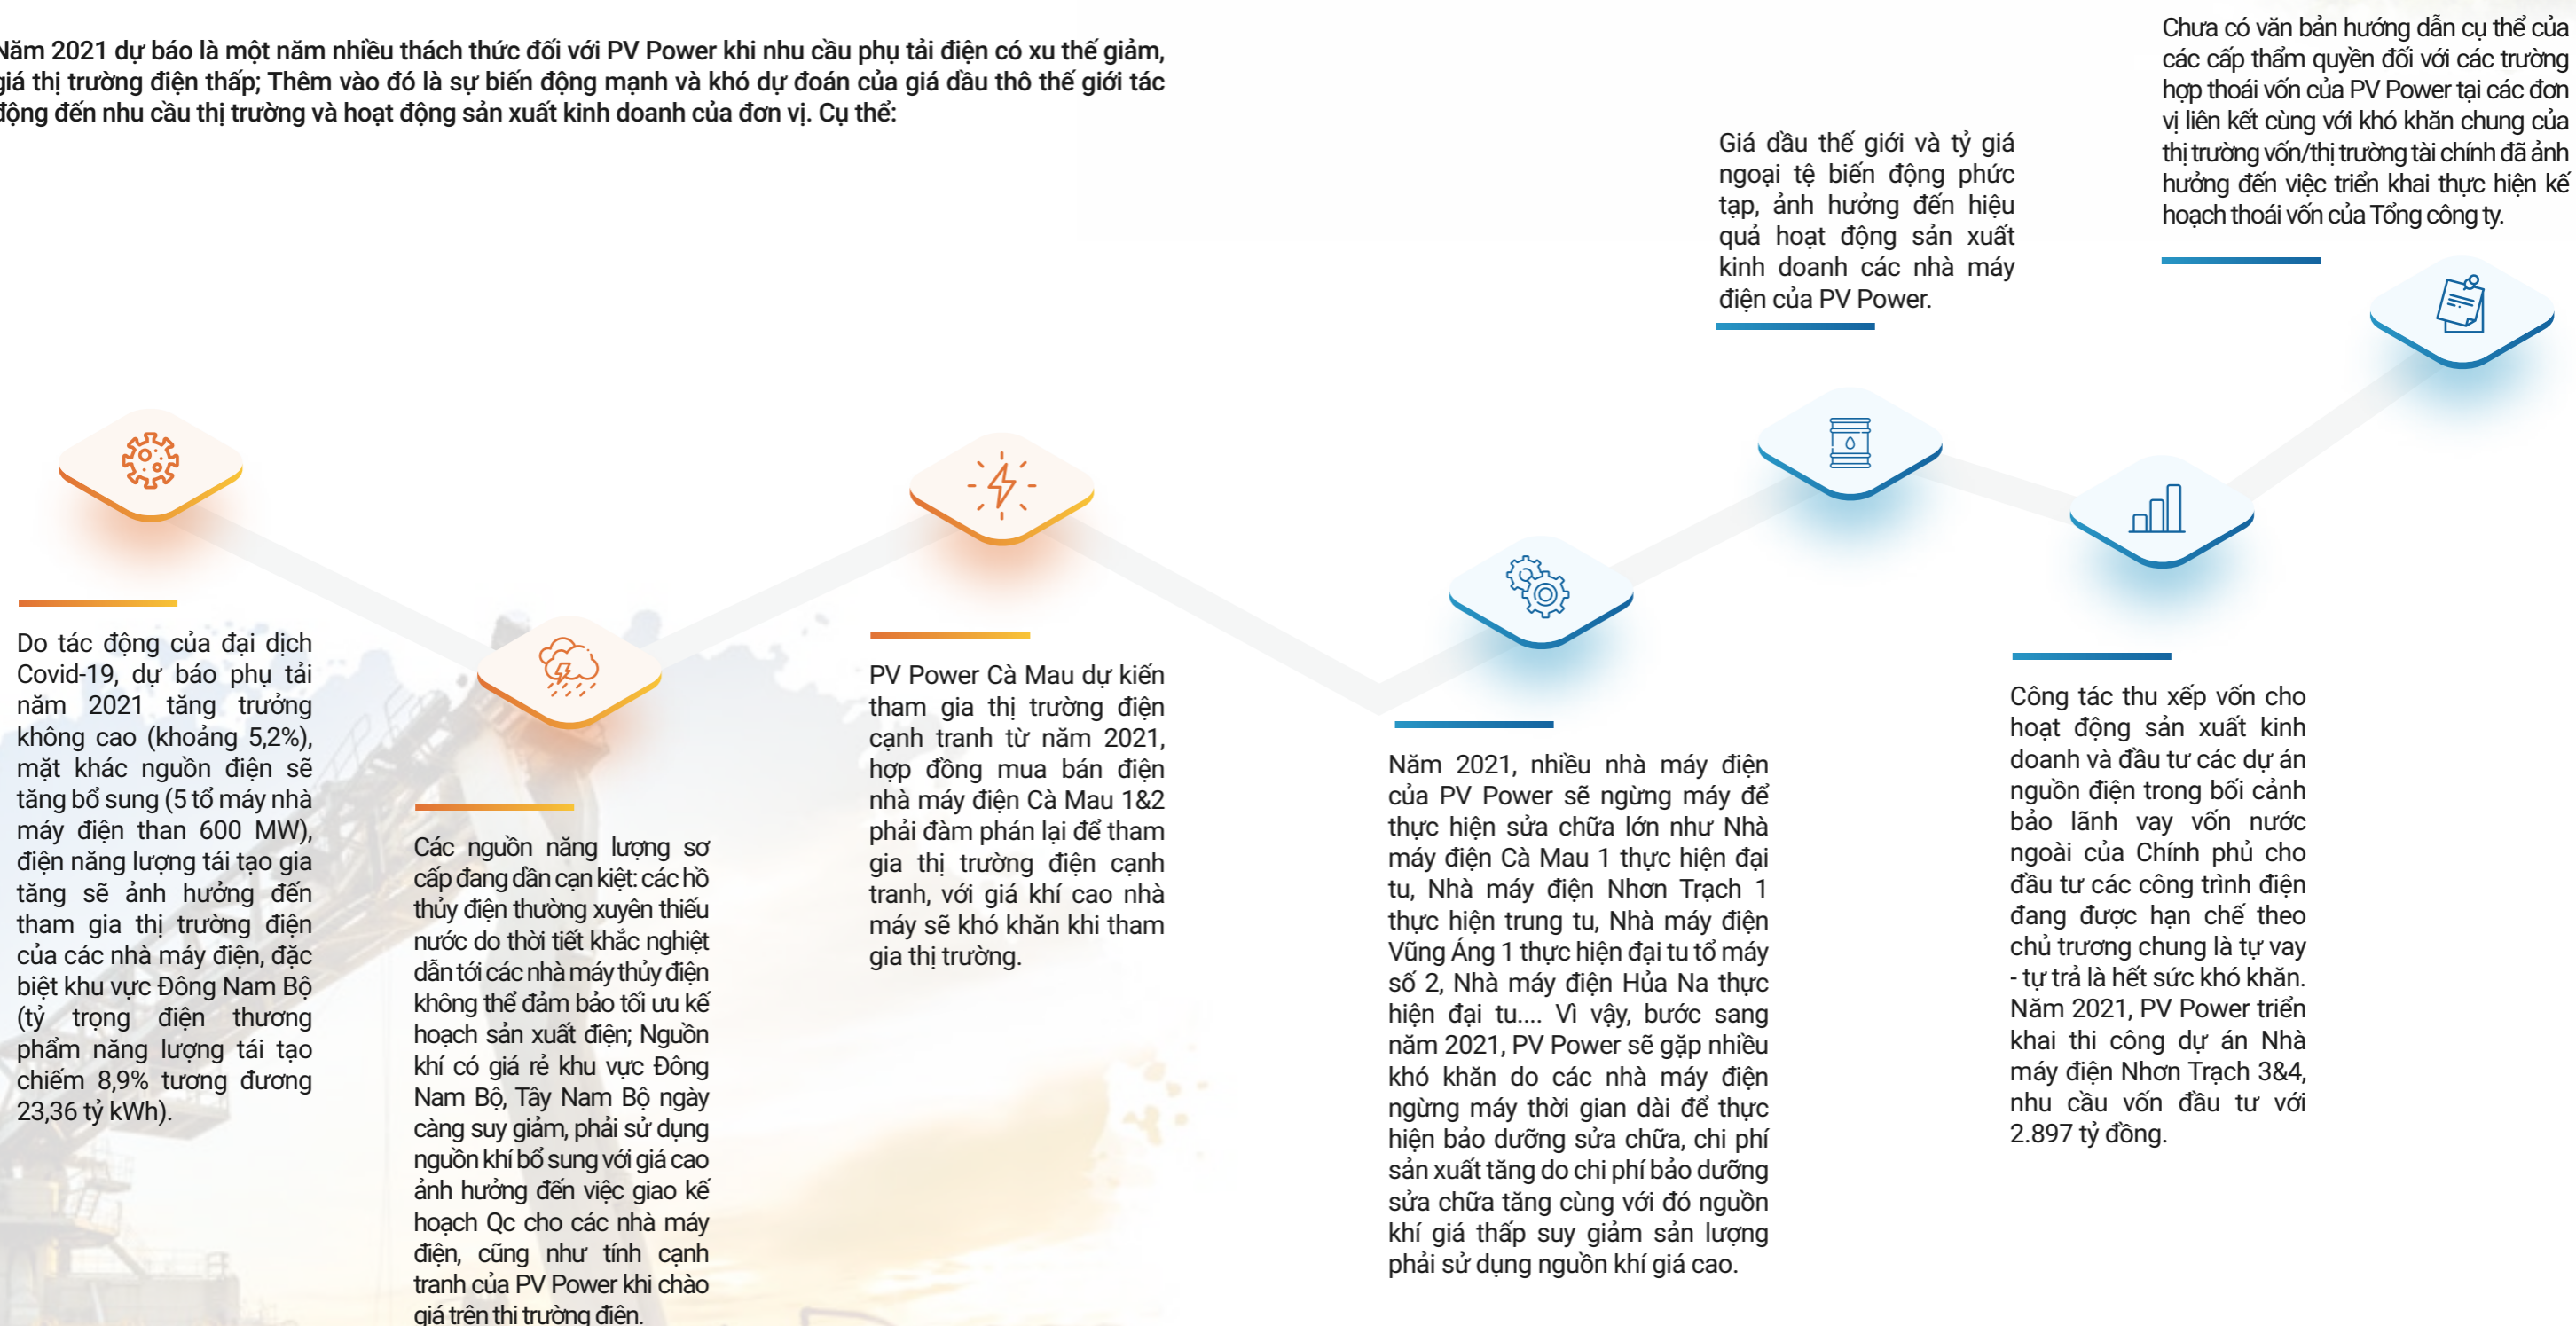 Năm 2021 dự báo là một năm nhiều thách thức đối với PV Power khi nhu cầu phụ tải điện có xu thế giảm,
giá thị trường điện thấp; Thêm vào đó là sự biến động mạnh và khó dự đoán của giá dầu thô thế giới tác
động đến nhu cầu thị trường và hoạt động sản xuất kinh doanh của đơn vị. Cụ thể:
Do tác động của đại dịch
Covid-19, dự báo phụ tải
năm 2021 tăng trưởng
không cao (khoảng 5,2%),
mặt khác nguồn điện sẽ
tăng bổ sung (5 tổ máy nhà
máy điện than 600 MW),
điện năng lượng tái tạo gia
tăng sẽ ảnh hưởng đến
tham gia thị trường điện
của các nhà máy điện, đặc
biệt khu vực Đông Nam Bộ
(tỷ trọng điện thương
phẩm năng lượng tái tạo
chiếm 8,9% tương đương
23,36 tỷ kWh).
Các nguồn năng lượng sơ
cấp đang dần cạn kiệt: các hồ
thủy điện thường xuyên thiếu
nước do thời tiết khắc nghiệt
dẫn tới các nhà máy thủy điện
không thể đảm bảo tối ưu kế
hoạch sản xuất điện; Nguồn
khí có giá rẻ khu vực Đông
Nam Bộ, Tây Nam Bộ ngày
càng suy giảm, phải sử dụng
nguồn khí bổ sung với giá cao
ảnh hưởng đến việc giao kế
hoạch Qc cho các nhà máy
điện, cũng như tính cạnh
tranh của PV Power khi chào
giá trên thị trường điện.
PV Power Cà Mau dự kiến
tham gia thị trường điện
cạnh tranh từ năm 2021,
hợp đồng mua bán điện
nhà máy điện Cà Mau 1&2
phải đàm phán lại để tham
gia thị trường điện cạnh
tranh, với giá khí cao nhà
máy sẽ khó khăn khi tham
gia thị trường.
Năm 2021, nhiều nhà máy điện
của PV Power sẽ ngừng máy để
thực hiện sửa chữa lớn như Nhà
máy điện Cà Mau 1 thực hiện đại
tu, Nhà máy điện Nhơn Trạch 1
thực hiện trung tu, Nhà máy điện
Vũng Áng 1 thực hiện đại tu tổ máy
số 2, Nhà máy điện Hủa Na thực
hiện đại tu.... Vì vậy, bước sang
năm 2021, PV Power sẽ gặp nhiều
khó khăn do các nhà máy điện
ngừng máy thời gian dài để thực
hiện bảo dưỡng sửa chữa, chi phí
sản xuất tăng do chi phí bảo dưỡng
sửa chữa tăng cùng với đó nguồn
khí giá thấp suy giảm sản lượng
phải sử dụng nguồn khí giá cao.
Giá dầu thế giới và tỷ giá
ngoại tệ biến động phức
tạp, ảnh hưởng đến hiệu
quả hoạt động sản xuất
kinh doanh các nhà máy
điện của PV Power.
Công tác thu xếp vốn cho
hoạt động sản xuất kinh
doanh và đầu tư các dự án
nguồn điện trong bối cảnh
bảo lãnh vay vốn nước
ngoài của Chính phủ cho
đầu tư các công trình điện
đang được hạn chế theo
chủ trương chung là tự vay
- tự trả là hết sức khó khăn.
Năm 2021, PV Power triển
khai thi công dự án Nhà
máy điện Nhơn Trạch 3&4,
nhu cầu vốn đầu tư với
2.897 tỷ đồng.
Chưa có văn bản hướng dẫn cụ thể của
các cấp thẩm quyền đối với các trường
hợp thoái vốn của PV Power tại các đơn
vị liên kết cùng với khó khăn chung của
thị trường vốn/thị trường tài chính đã ảnh
hưởng đến việc triển khai thực hiện kế
hoạch thoái vốn của Tổng công ty.